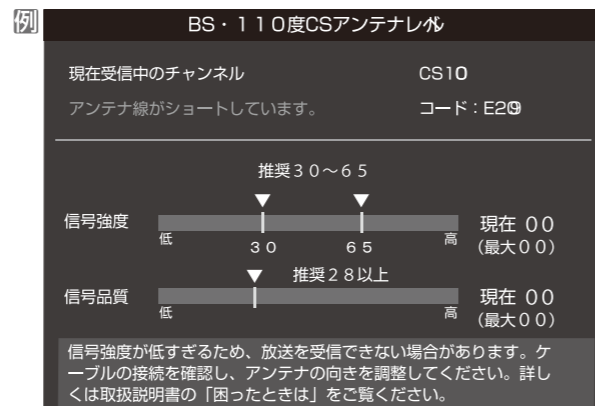 例
BS・110度CSアンテナレベル
現在受信中のチャンネル
CS10
アンテナ線がショートしています。
コード：E209
推奨30～65
信号強度
低
30
65
高
現在 00
（最大００）
推奨28以上
信号品質
低
高
現在 00
（最大００）
信号強度が低すぎるため、放送を受信できない場合があります。ケ
ーブルの接続を確認し、アンテナの向きを調整してください。詳し
くは取扱説明書の「困ったときは」をご覧ください。